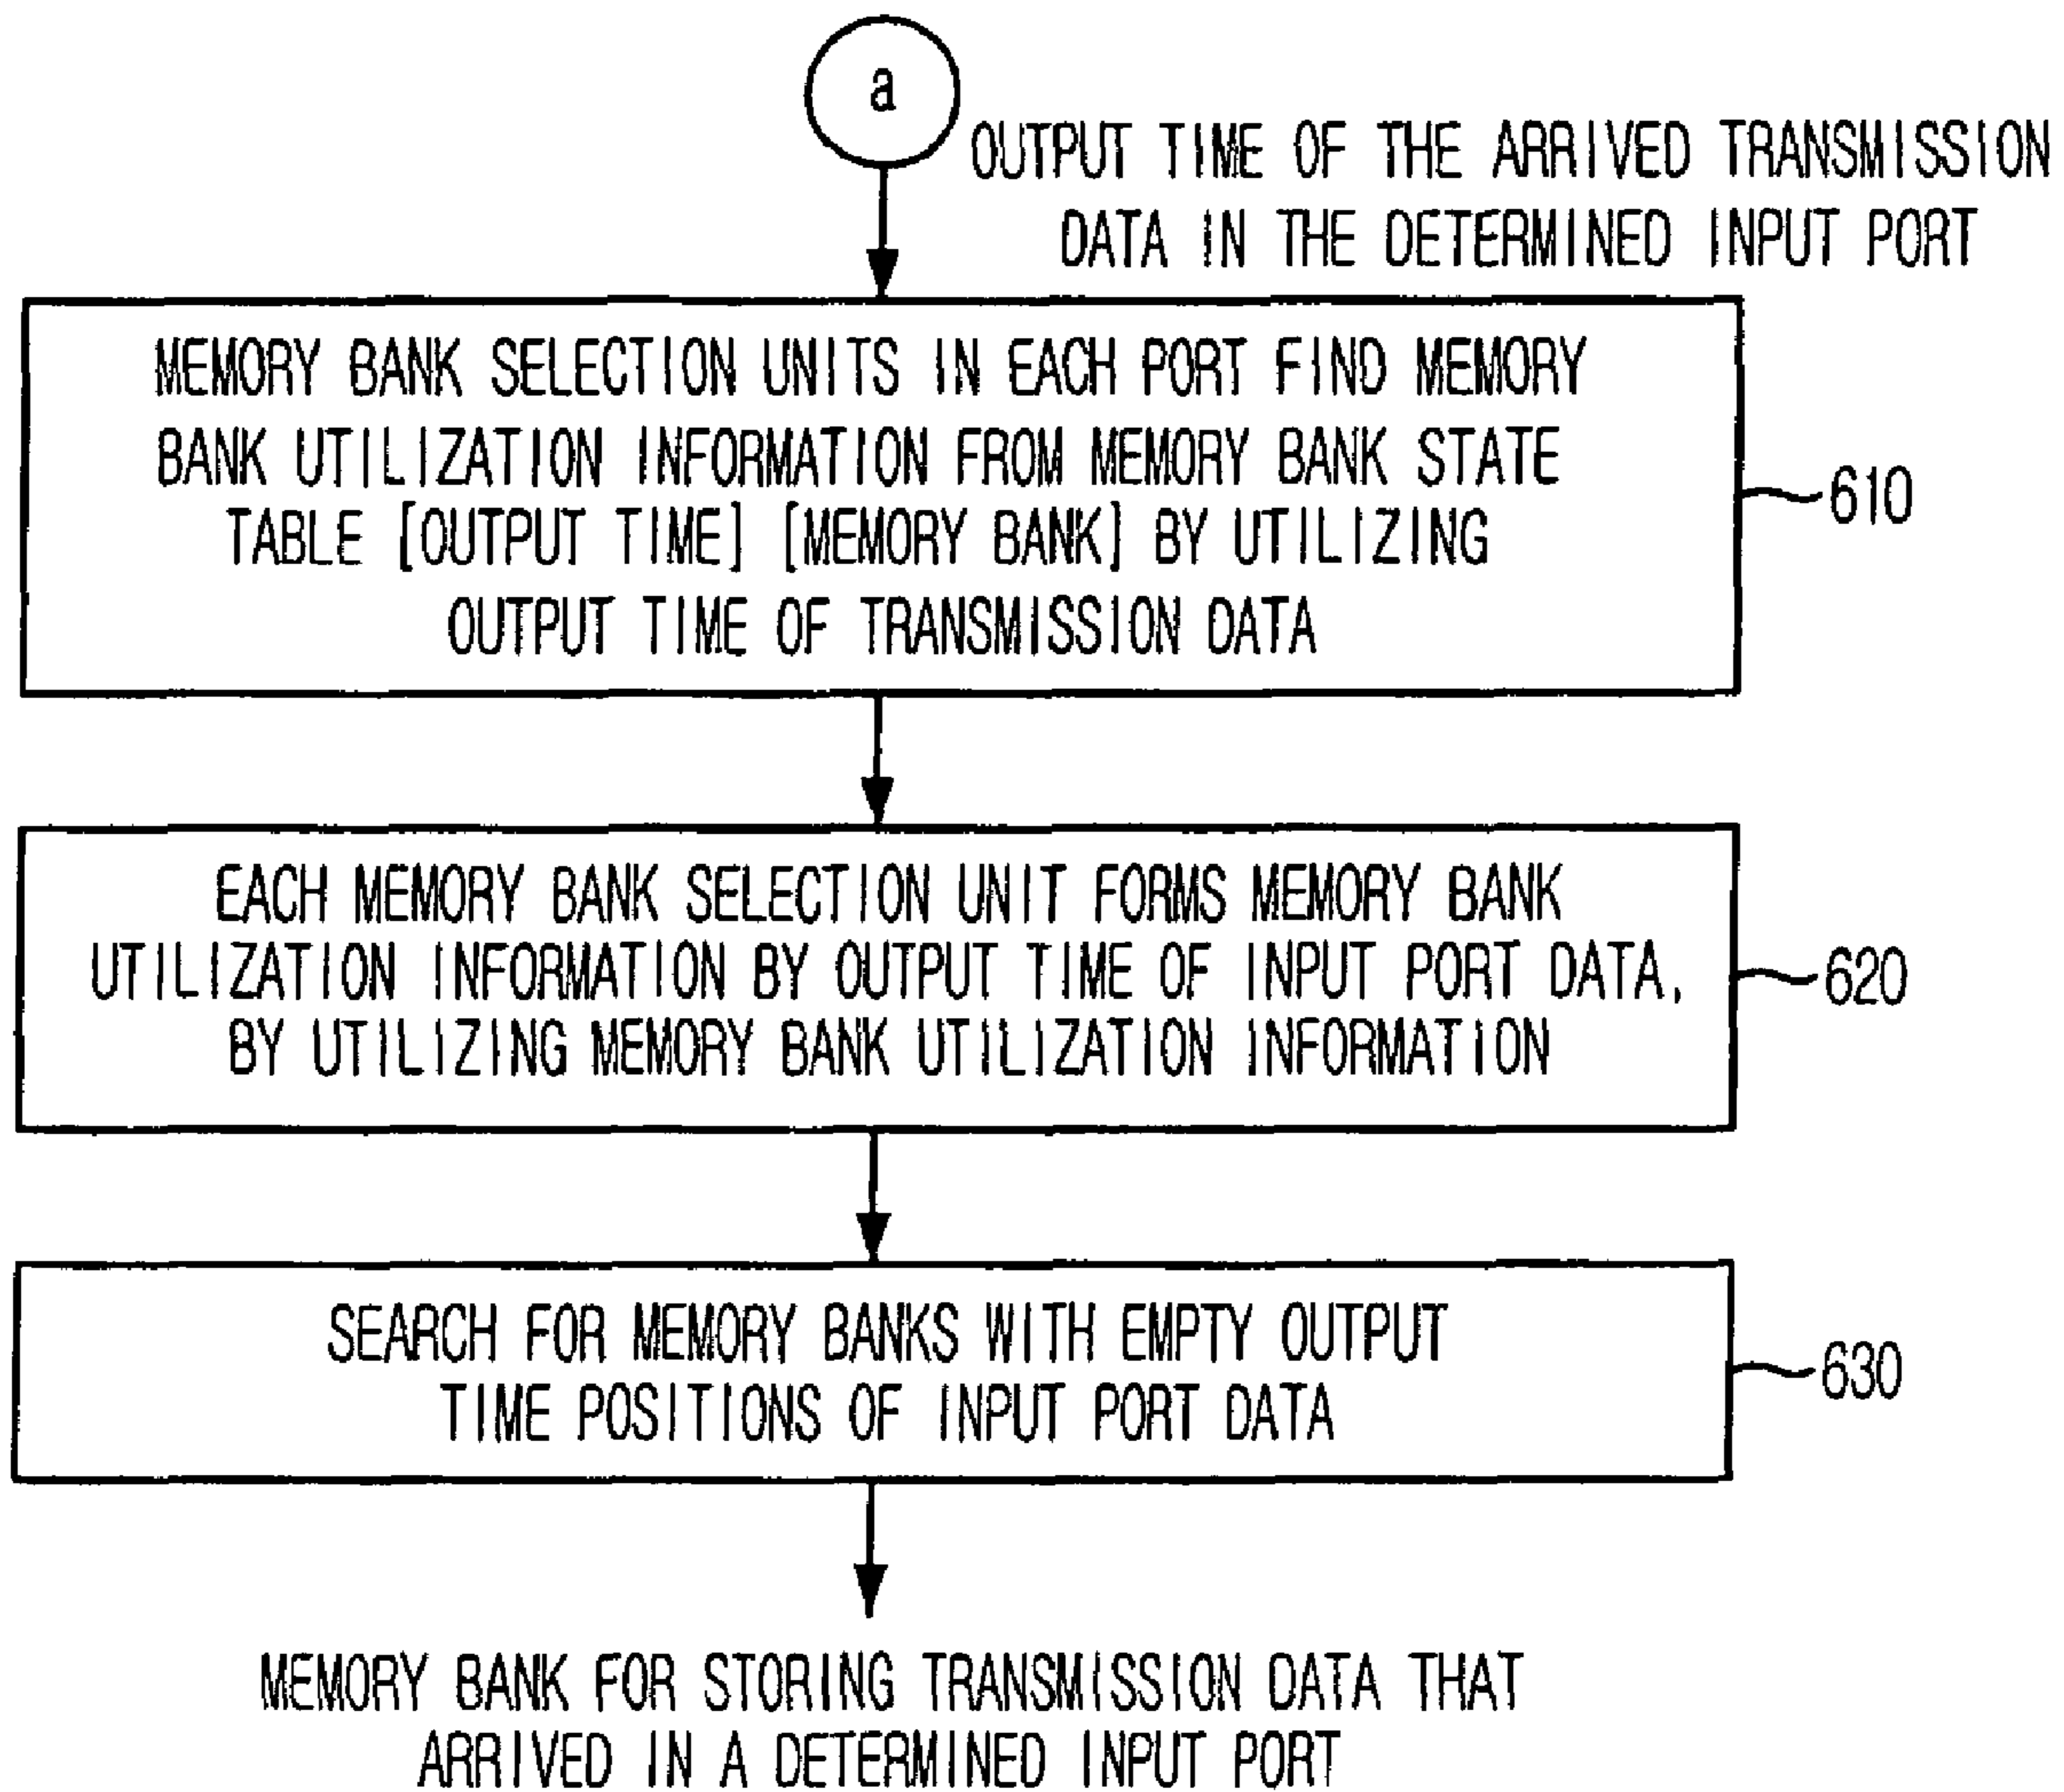 a
OUTPUT TIME OF THE ARRIVED TRANSMISSION
DATA IN THE DETERMINED INPUT PORT
MEMORY BANK SELECTION UNITS IN EACH PORT FIND MEMORY
BANK UTILIZATION INFORMATION FROM MEMORY BANK STATE
TABLE [OUTPUT TIME] [MEMORY BANK] BY UTILIZING
OUTPUT TIME OF TRANSMISSION DATA
610
EACH MEMORY BANK SELECTION UNIT FORMS MEMORY BANK
UTILIZATION INFORMATION BY OUTPUT TIME OF INPUT PORT DATA,
BY UTILIZING MEMORY BANK UTILIZATION INFORMATION
620
SEARCH FOR MEMORY BANKS WITH EMPTY OUTPUT
TIME POSITIONS OF INPUT PORT DATA
630
MEMORY BANK FOR STORING TRANSMISSION DATA THAT
ARRIVED IN A DETERMINED INPUT PORT